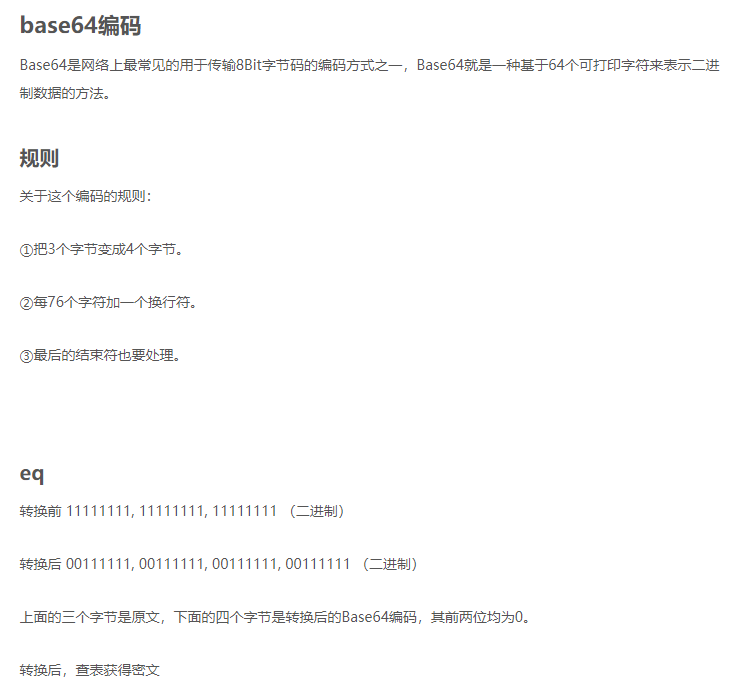 base64编码
Base64是网络上最常见的用于传输8Bit字节码的编码方式之一，Base64就是一种基于64个可打印字符来表示二进
制数据的方法。
规则
关于这个编码的规则：
①把3个字节变成4个字节。
②每76个字符加一个换行符。
③最后的结束符也要处理。
eq
转换前 11111111, 11111111, 11111111 （二进制）
转换后 00111111, 00111111, 00111111, 00111111 （二进制）
上面的三个字节是原文，下面的四个字节是转换后的Base64编码，其前两位均为0。
转换后，查表获得密文